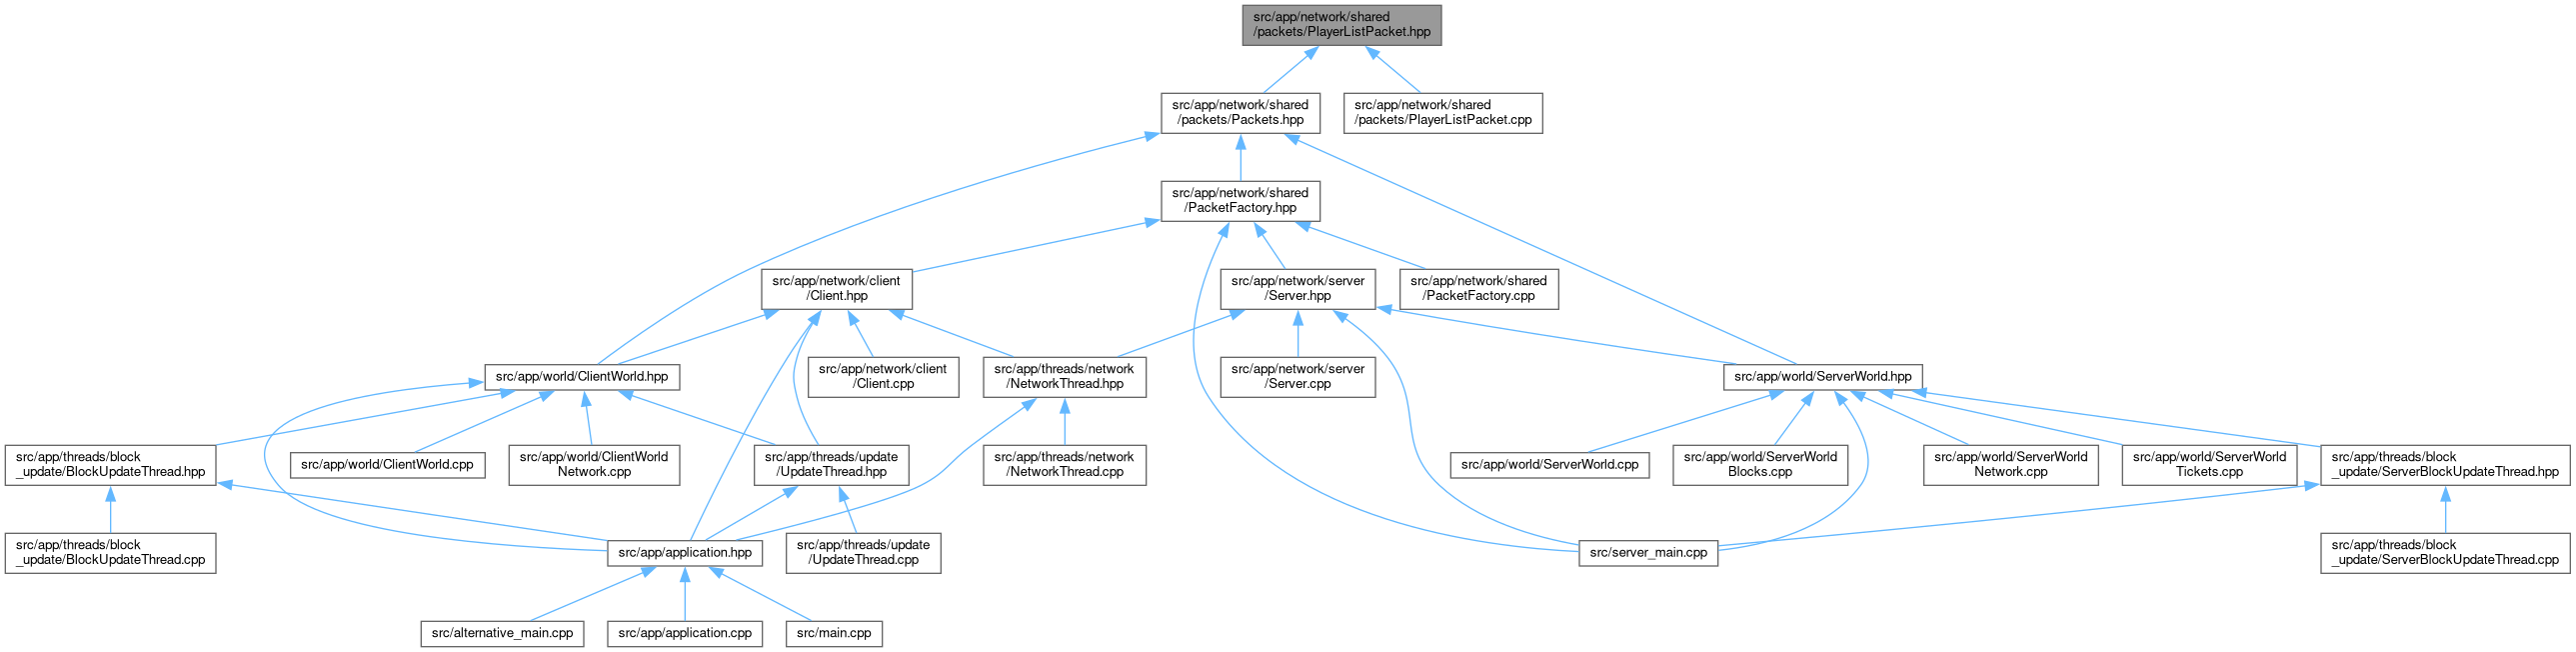 src/app/network/shared
/packets/PlayerListPacket.hpp
src/app/network/shared
/packets/Packets.hpp
src/app/network/shared
/packets/PlayerListPacket.cpp
src/app/network/shared
/PacketFactory.hpp
src/app/network/client
/Client.hpp
src/app/network/server
/Server.hpp
src/app/network/shared
/PacketFactory.cpp
src/app/world/ClientWorld.hpp
src/app/network/client
/Client.cpp
src/app/threads/network
/NetworkThread.hpp
src/app/network/server
/Server.cpp
src/app/world/ServerWorld.hpp
src/app/threads/block
_update/BlockUpdateThread.hpp
src/app/world/ClientWorld.cpp
src/app/world/ClientWorld
Network.cpp
src/app/threads/update
/UpdateThread.hpp
src/app/threads/network
/NetworkThread.cpp
src/app/world/ServerWorld.cpp
src/app/world/ServerWorld
Blocks.cpp
src/app/world/ServerWorld
Network.cpp
src/app/world/ServerWorld
Tickets.cpp
src/app/threads/block
_update/ServerBlockUpdateThread.hpp
src/app/threads/block
_update/BlockUpdateThread.cpp
src/app/application.hpp
src/app/threads/update
/UpdateThread.cpp
src/server_main.cpp
src/app/threads/block
_update/ServerBlockUpdateThread.cpp
src/alternative_main.cpp
src/app/application.cpp
src/main.cpp